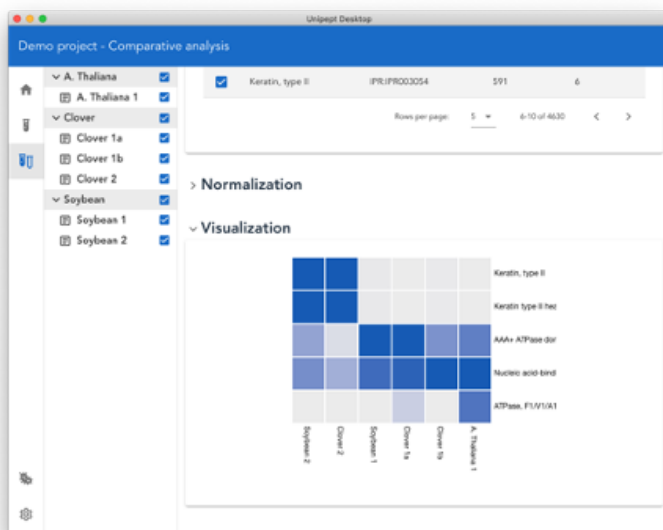 Unipept Desktop
Demo project - Comparative analysis
A. Thaliana
A. Thaliana 1
Clover
Clover 1a
Clover 1b
Clover 2
Soybean
Soybean 1
Soybean 2
Keratin, type II IPR:IPR003054 591 6
Rows per page: 5 6-10 of 4630
Normalization
Visualization
Keratin, type II
Keratin type II hea
AAA+ ATPase dor
Nucleic acid-bind
ATPase, F1/V1/A1
Soybean 2
Clover 2
Soybean 1
Clover 1a
Clover 1b
A. Thaliana 1